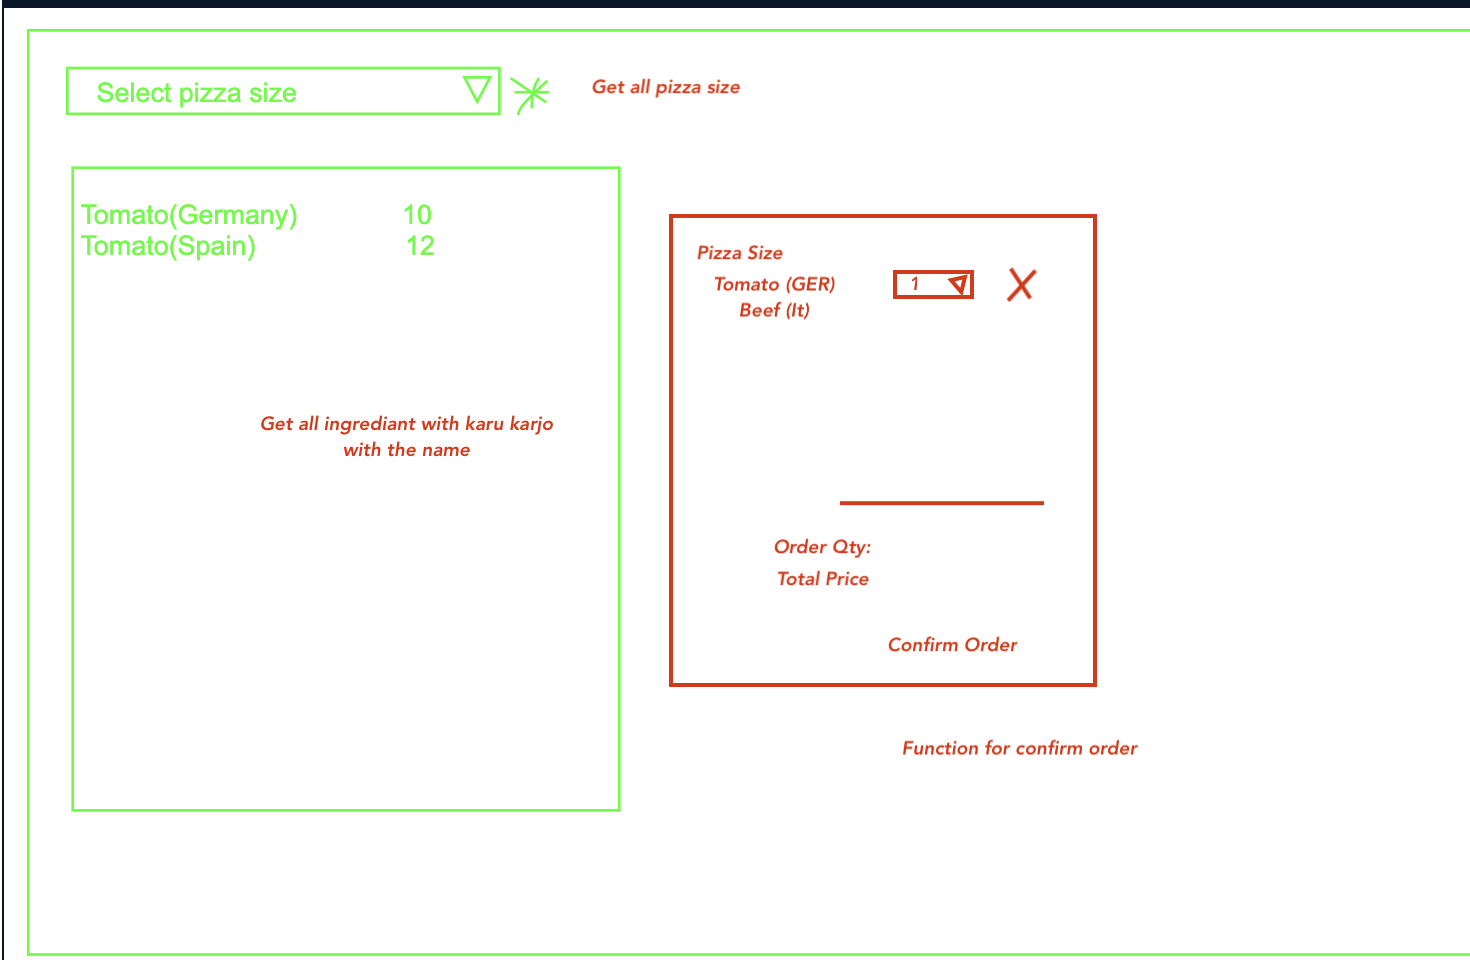 Select pizza size
Get all pizza size
Tomato(Germany) 10
Tomato(Spain) 12
Get all ingrediant with karu karjo
with the name
Pizza Size
Tomato (GER) 1
Beef (It)
Order Qty:
Total Price
Confirm Order
Function for confirm order